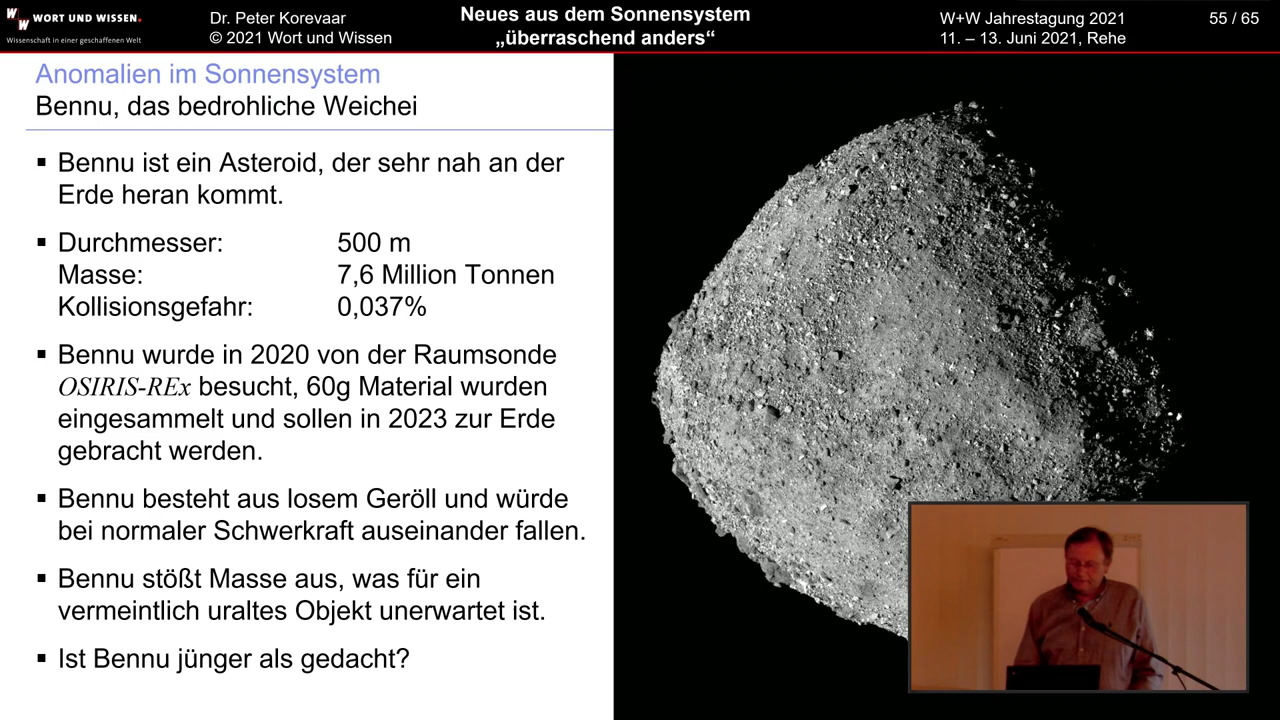 WORT UND WISSEN.
Wissenschaft in einer geschaffenen Welt
Dr. Peter Korevaar
© 2021 Wort und Wissen
Neues aus dem Sonnensystem
„überraschend anders“
W+W Jahrestagung 2021
11. – 13. Juni 2021, Rehe
55 / 65
Anomalien im Sonnensystem
Bennu, das bedrohliche Weichei
▪ Bennu ist ein Asteroid, der sehr nah an der
Erde heran kommt.
▪ Durchmesser: 500 m
Masse: 7,6 Million Tonnen
Kollisionsgefahr: 0,037%
▪ Bennu wurde in 2020 von der Raumsonde
OSIRIS-REx besucht, 60g Material wurden
eingesammelt und sollen in 2023 zur Erde
gebracht werden.
▪ Bennu besteht aus losem Geröll und würde
bei normaler Schwerkraft auseinander fallen.
▪ Bennu stößt Masse aus, was für ein
vermeintlich uraltes Objekt unerwartet ist.
▪ Ist Bennu jünger als gedacht?